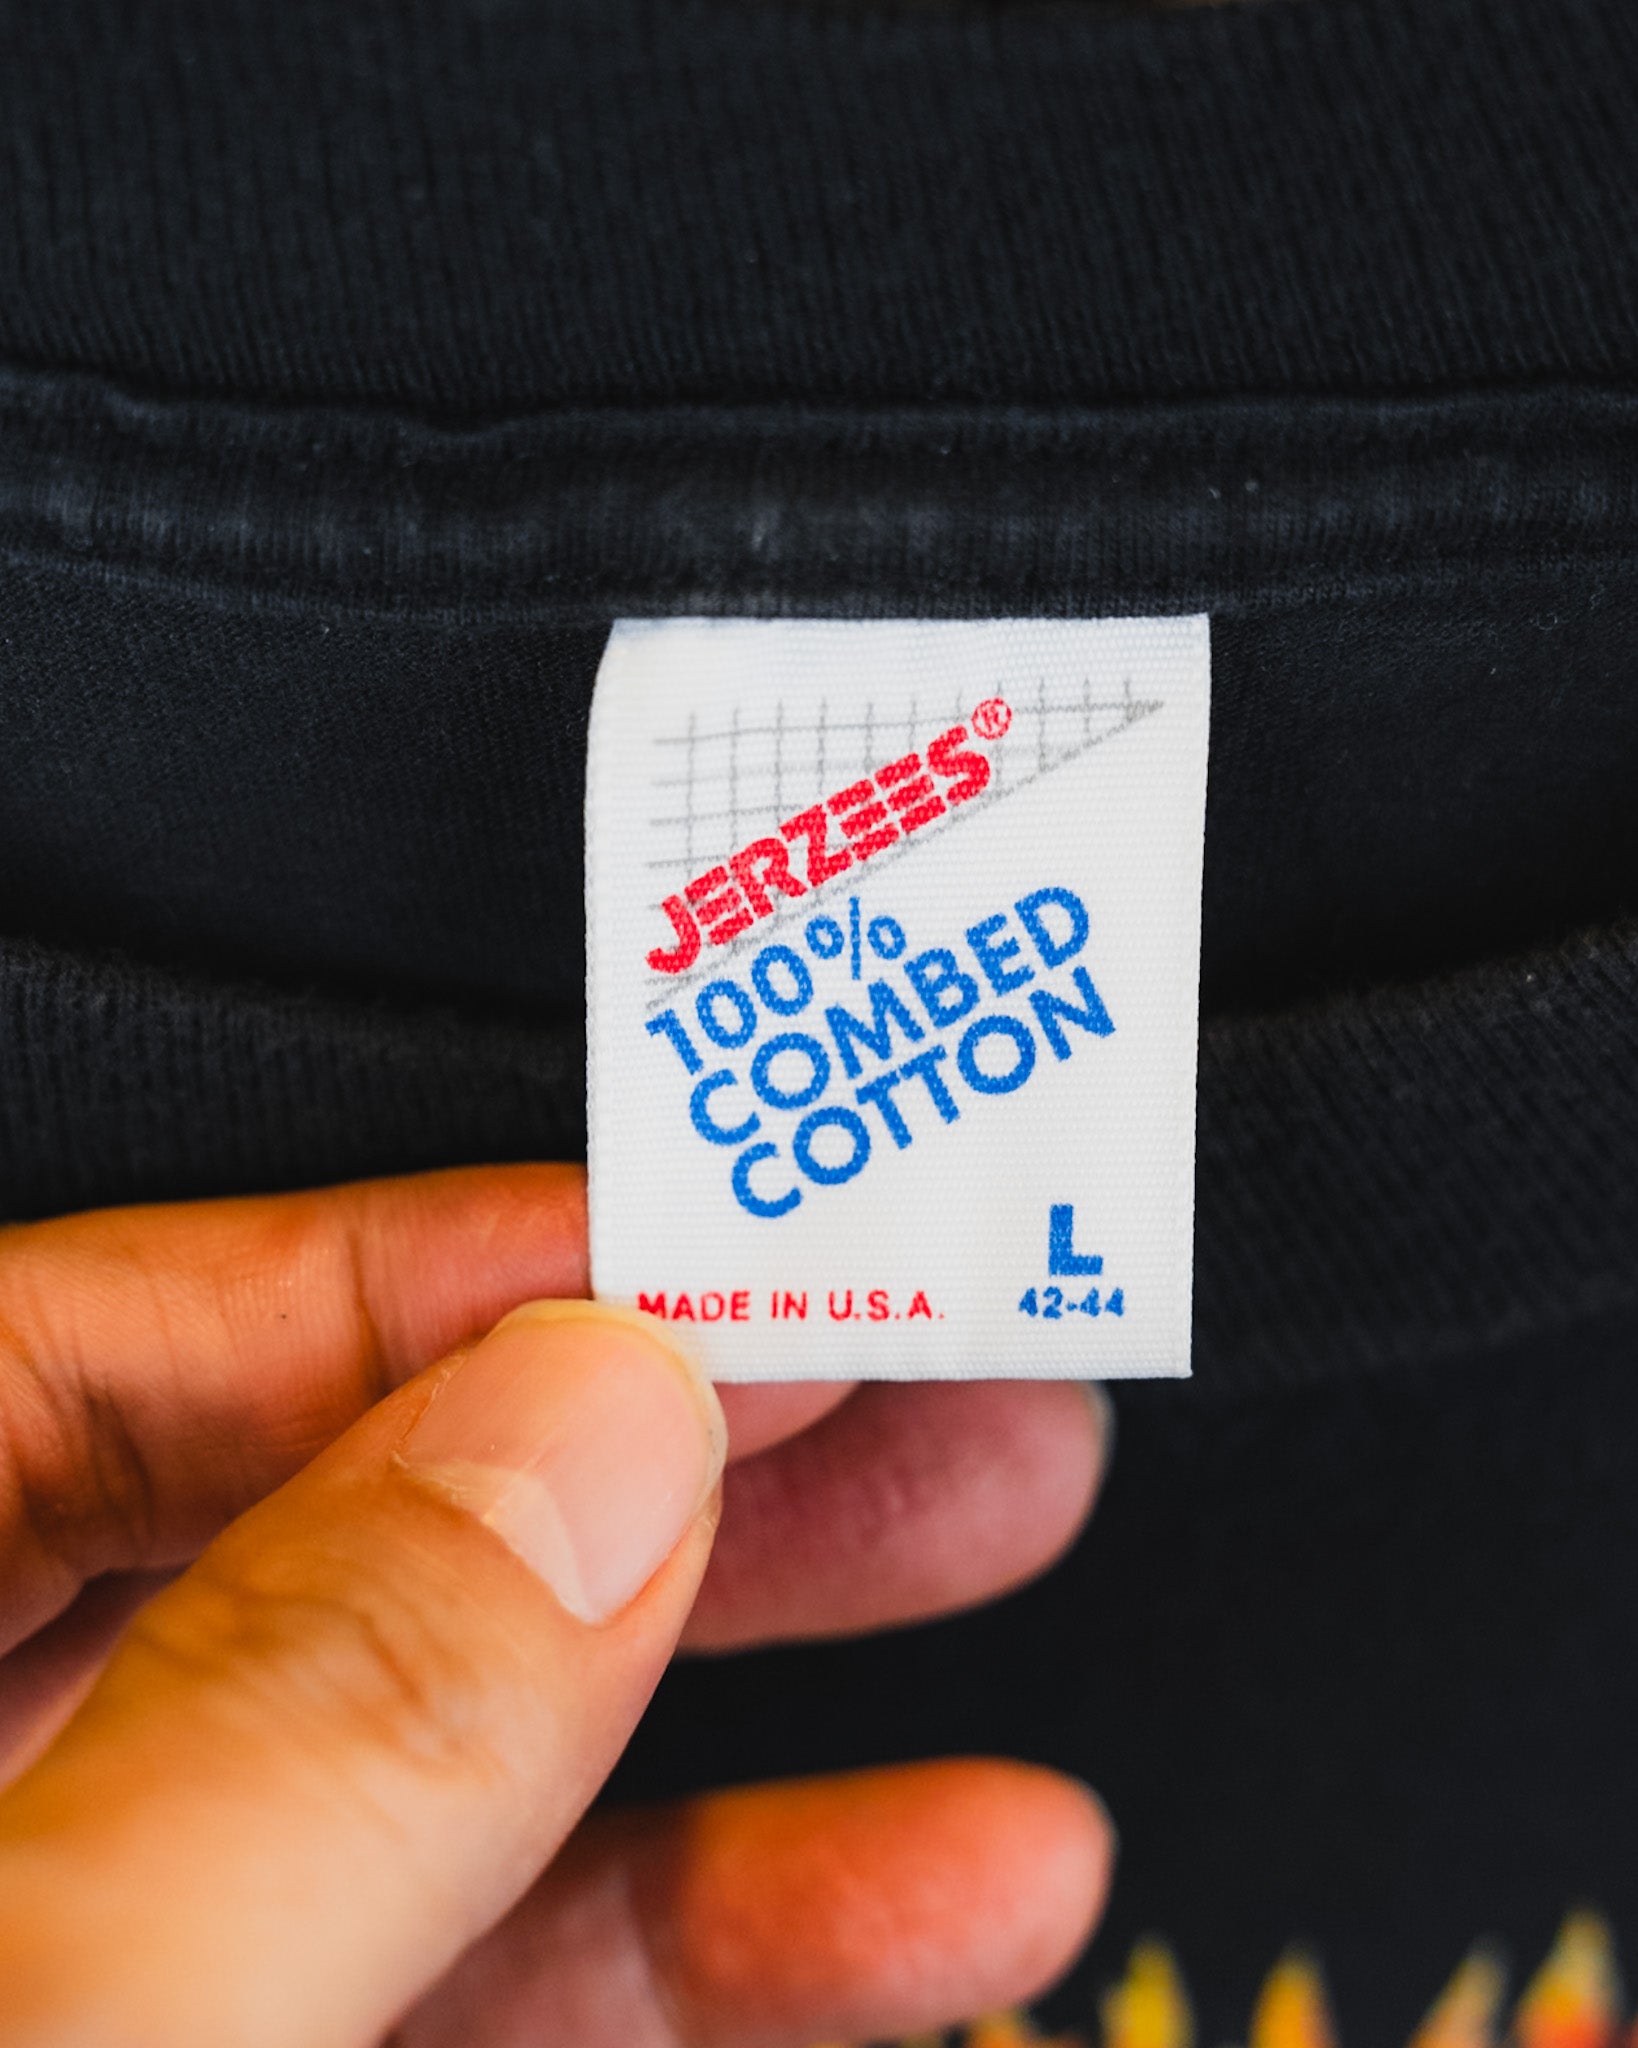 JERZEES®
100%
COMBED
COTTON
L
MADE IN U.S.A.
42-44